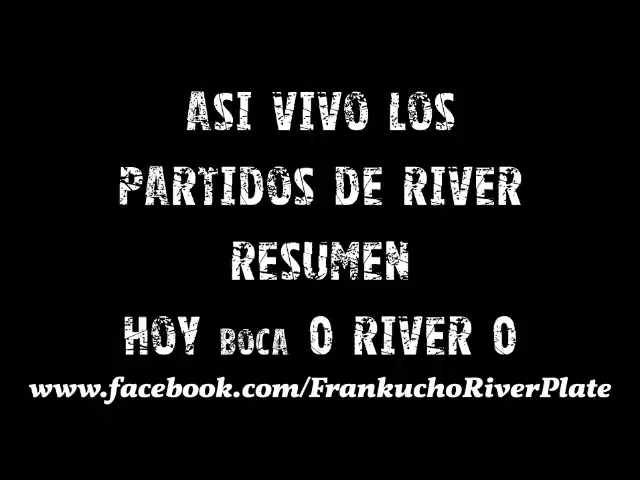 ASI VIVO LOS
PARTIDOS DE RIVER
RESUMEN
HOY BOCA 0 RIVER 0
www.facebook.com/FrankuchoRiverPlate